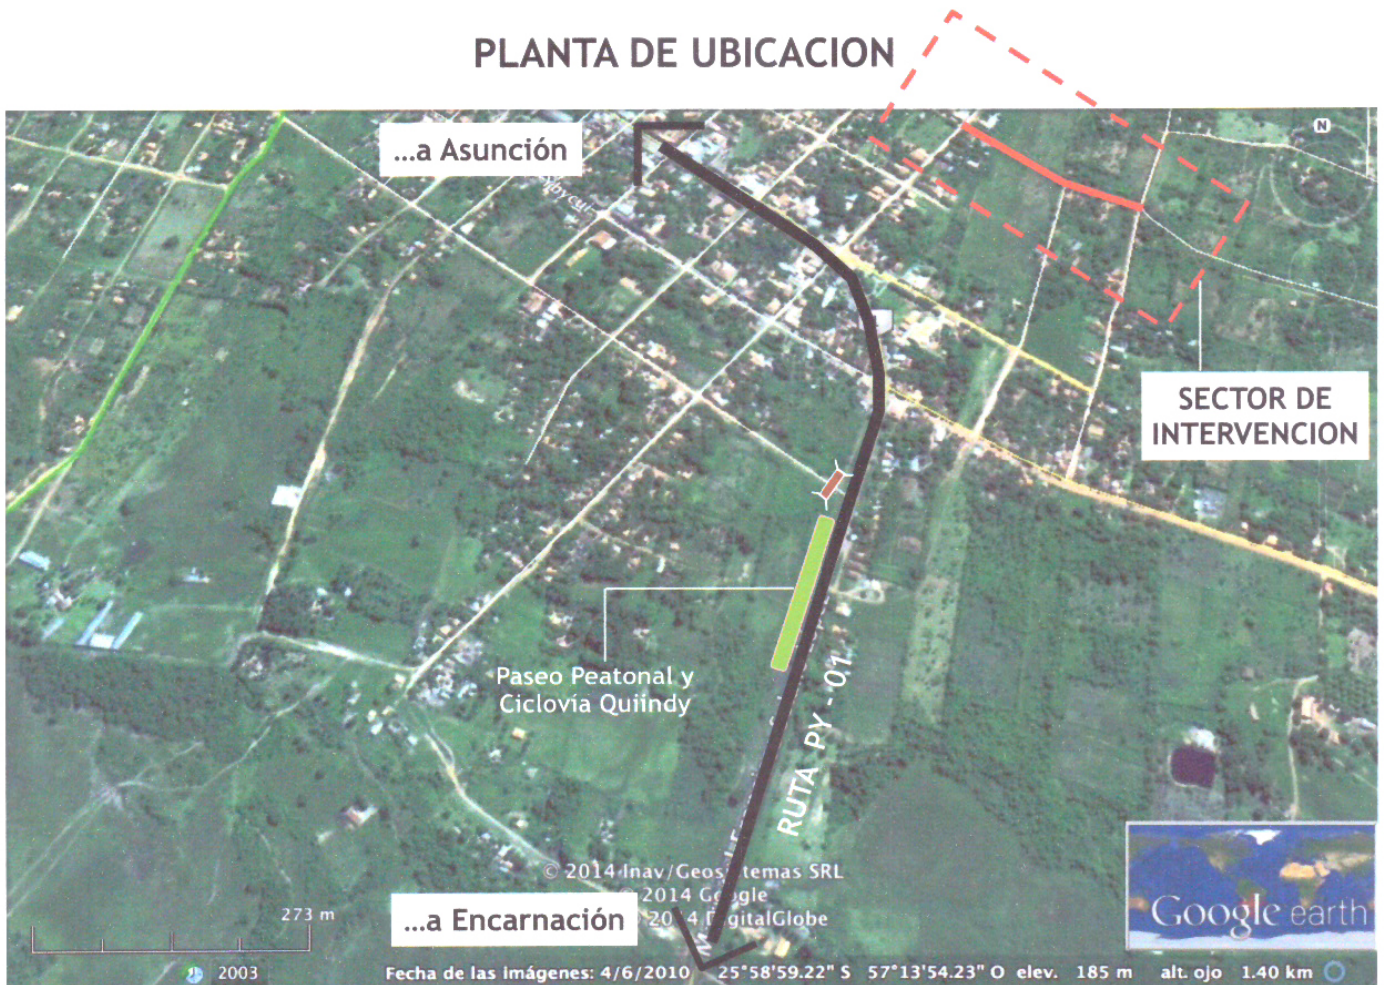 PLANTA DE UBICACION
N
...a Asunción
Ybycuí
SECTOR DE
INTERVENCION
Paseo Peatonal y
Ciclovía Quiindy
RUTA PY - 01
© 2014 Inav/Geosistemas SRL
© 2014 Google
2014 DigitalGlobe
...a Encarnación
273 m
Google earth
2003
Fecha de las imágenes: 4/6/2010 25°58'59.22" S 57°13'54.23" O elev. 185 m alt. ojo 1.40 km